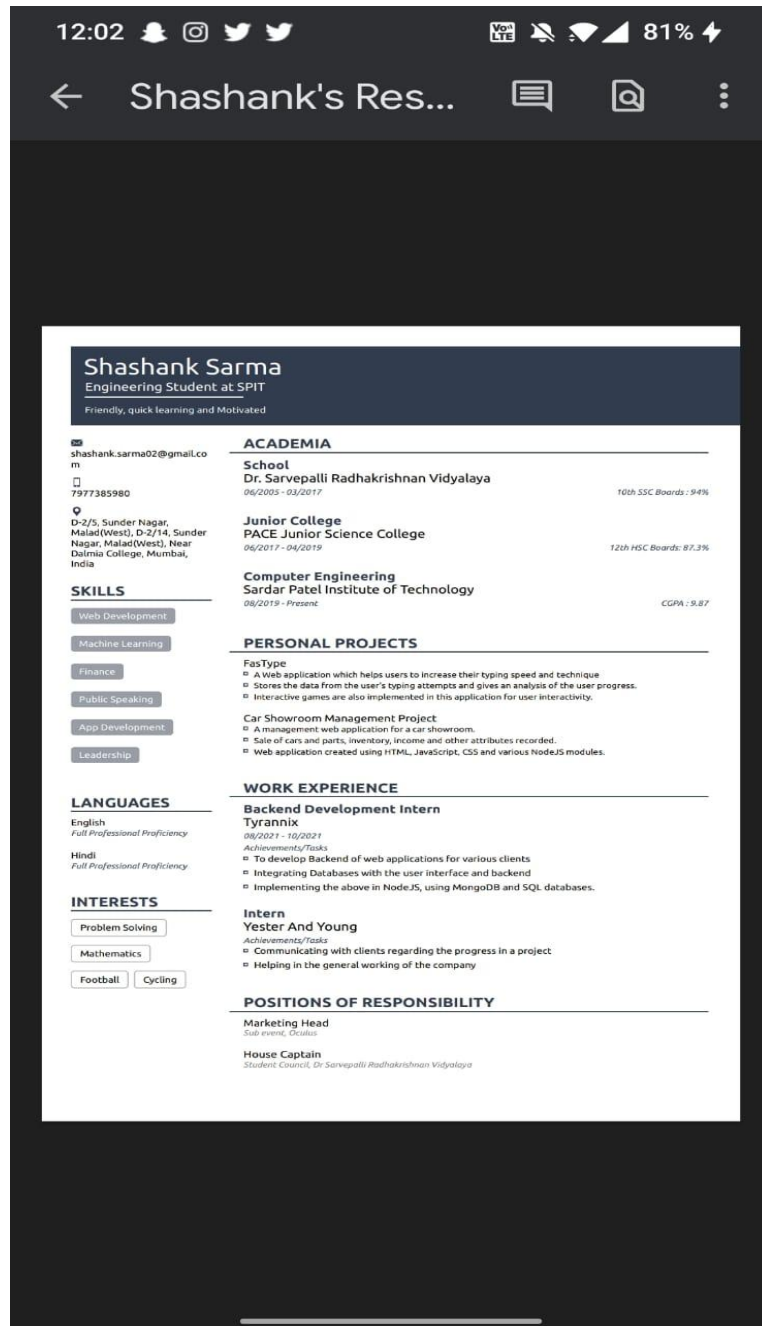 12:02
Vo LTE
81%
Shashank's Res...
Shashank Sarma
Engineering Student at SPIT
Friendly, quick learning and Motivated
shashank.sarma02@gmail.co
m
7977385980
D-2/5, Sunder Nagar,
Malad(West), D-2/14, Sunder
Nagar, Malad(West), Near
Dalmia College, Mumbai,
India
SKILLS
Web Development
Machine Learning
Finance
Public Speaking
App Development
Leadership
LANGUAGES
English
Full Professional Proficiency
Hindi
Full Professional Proficiency
INTERESTS
Problem Solving
Mathematics
Football Cycling
ACADEMIA
School
Dr. Sarvepalli Radhakrishnan Vidyalaya
06/2005 - 03/2017 10th SSC Boards : 94%
Junior College
PACE Junior Science College
06/2017 - 04/2019 12th HSC Boards: 87.3%
Computer Engineering
Sardar Patel Institute of Technology
08/2019 - Present CGPA : 9.87
PERSONAL PROJECTS
FasType
A Web application which helps users to increase their typing speed and technique
Stores the data from the user's typing attempts and gives an analysis of the user progress.
Interactive games are also implemented in this application for user interactivity.
Car Showroom Management Project
A management web application for a car showroom.
Sale of cars and parts, inventory, income and other attributes recorded.
Web application created using HTML, JavaScript, CSS and various NodeJS modules.
WORK EXPERIENCE
Backend Development Intern
Tyrannix
08/2021 - 10/2021
Achievements/Tasks
To develop Backend of web applications for various clients
Integrating Databases with the user interface and backend
Implementing the above in NodeJS, using MongoDB and SQL databases.
Intern
Yester And Young
Achievements/Tasks
Communicating with clients regarding the progress in a project
Helping in the general working of the company
POSITIONS OF RESPONSIBILITY
Marketing Head
Sub event, Oculus
House Captain
Student Council, Dr Sarvepalli Radhakrishnan Vidyalaya